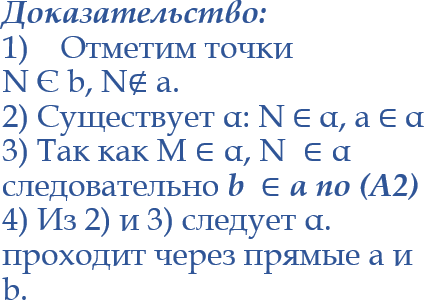 Доказательство:
1) Отметим точки
N Є b, N∉ a.
2) Существует α: N ∈ α, a ∈ α
3) Так как M ∈ α, N ∈ α
следовательно b ∈ α по (А2)
4) Из 2) и 3) следует α.
проходит через прямые a и
b.